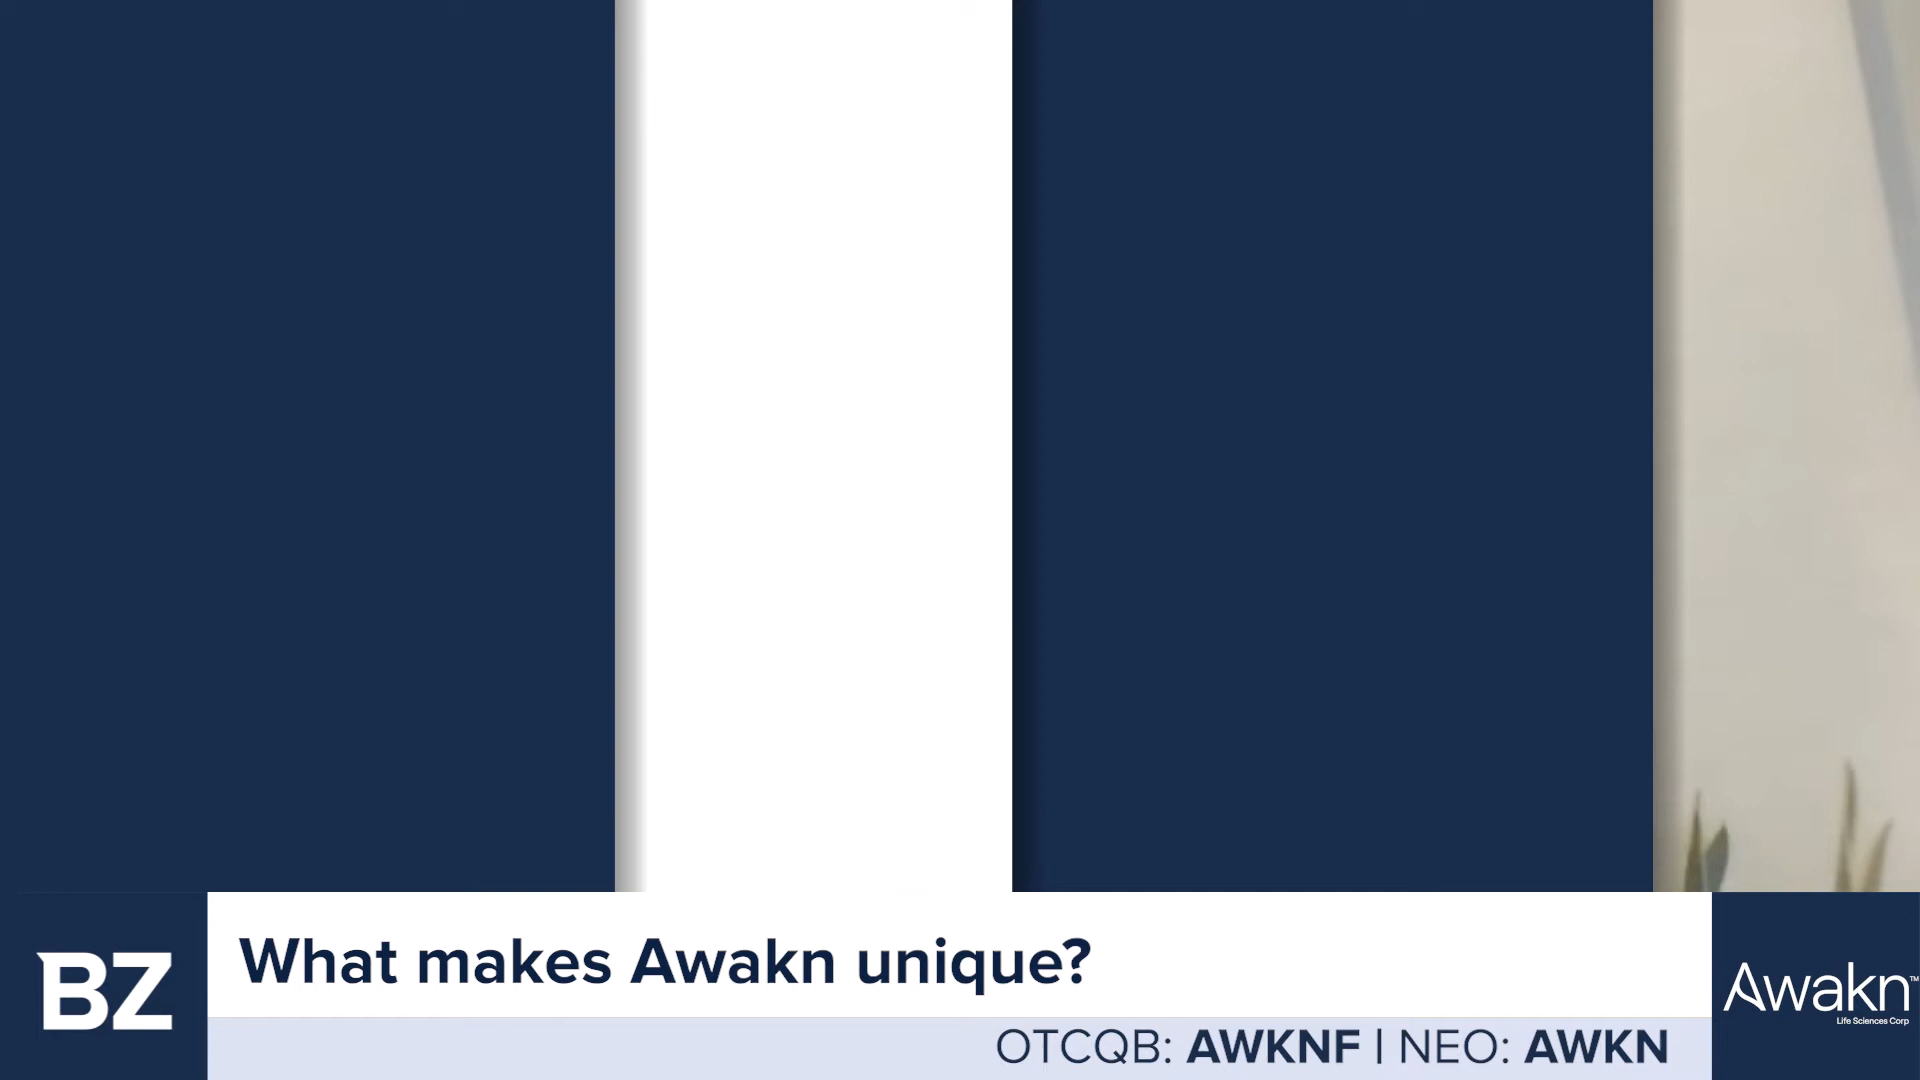 BZ
What makes Awakn unique?
OTCQB: AWKNF | NEO: AWKN
Awakn™
Life Sciences Corp